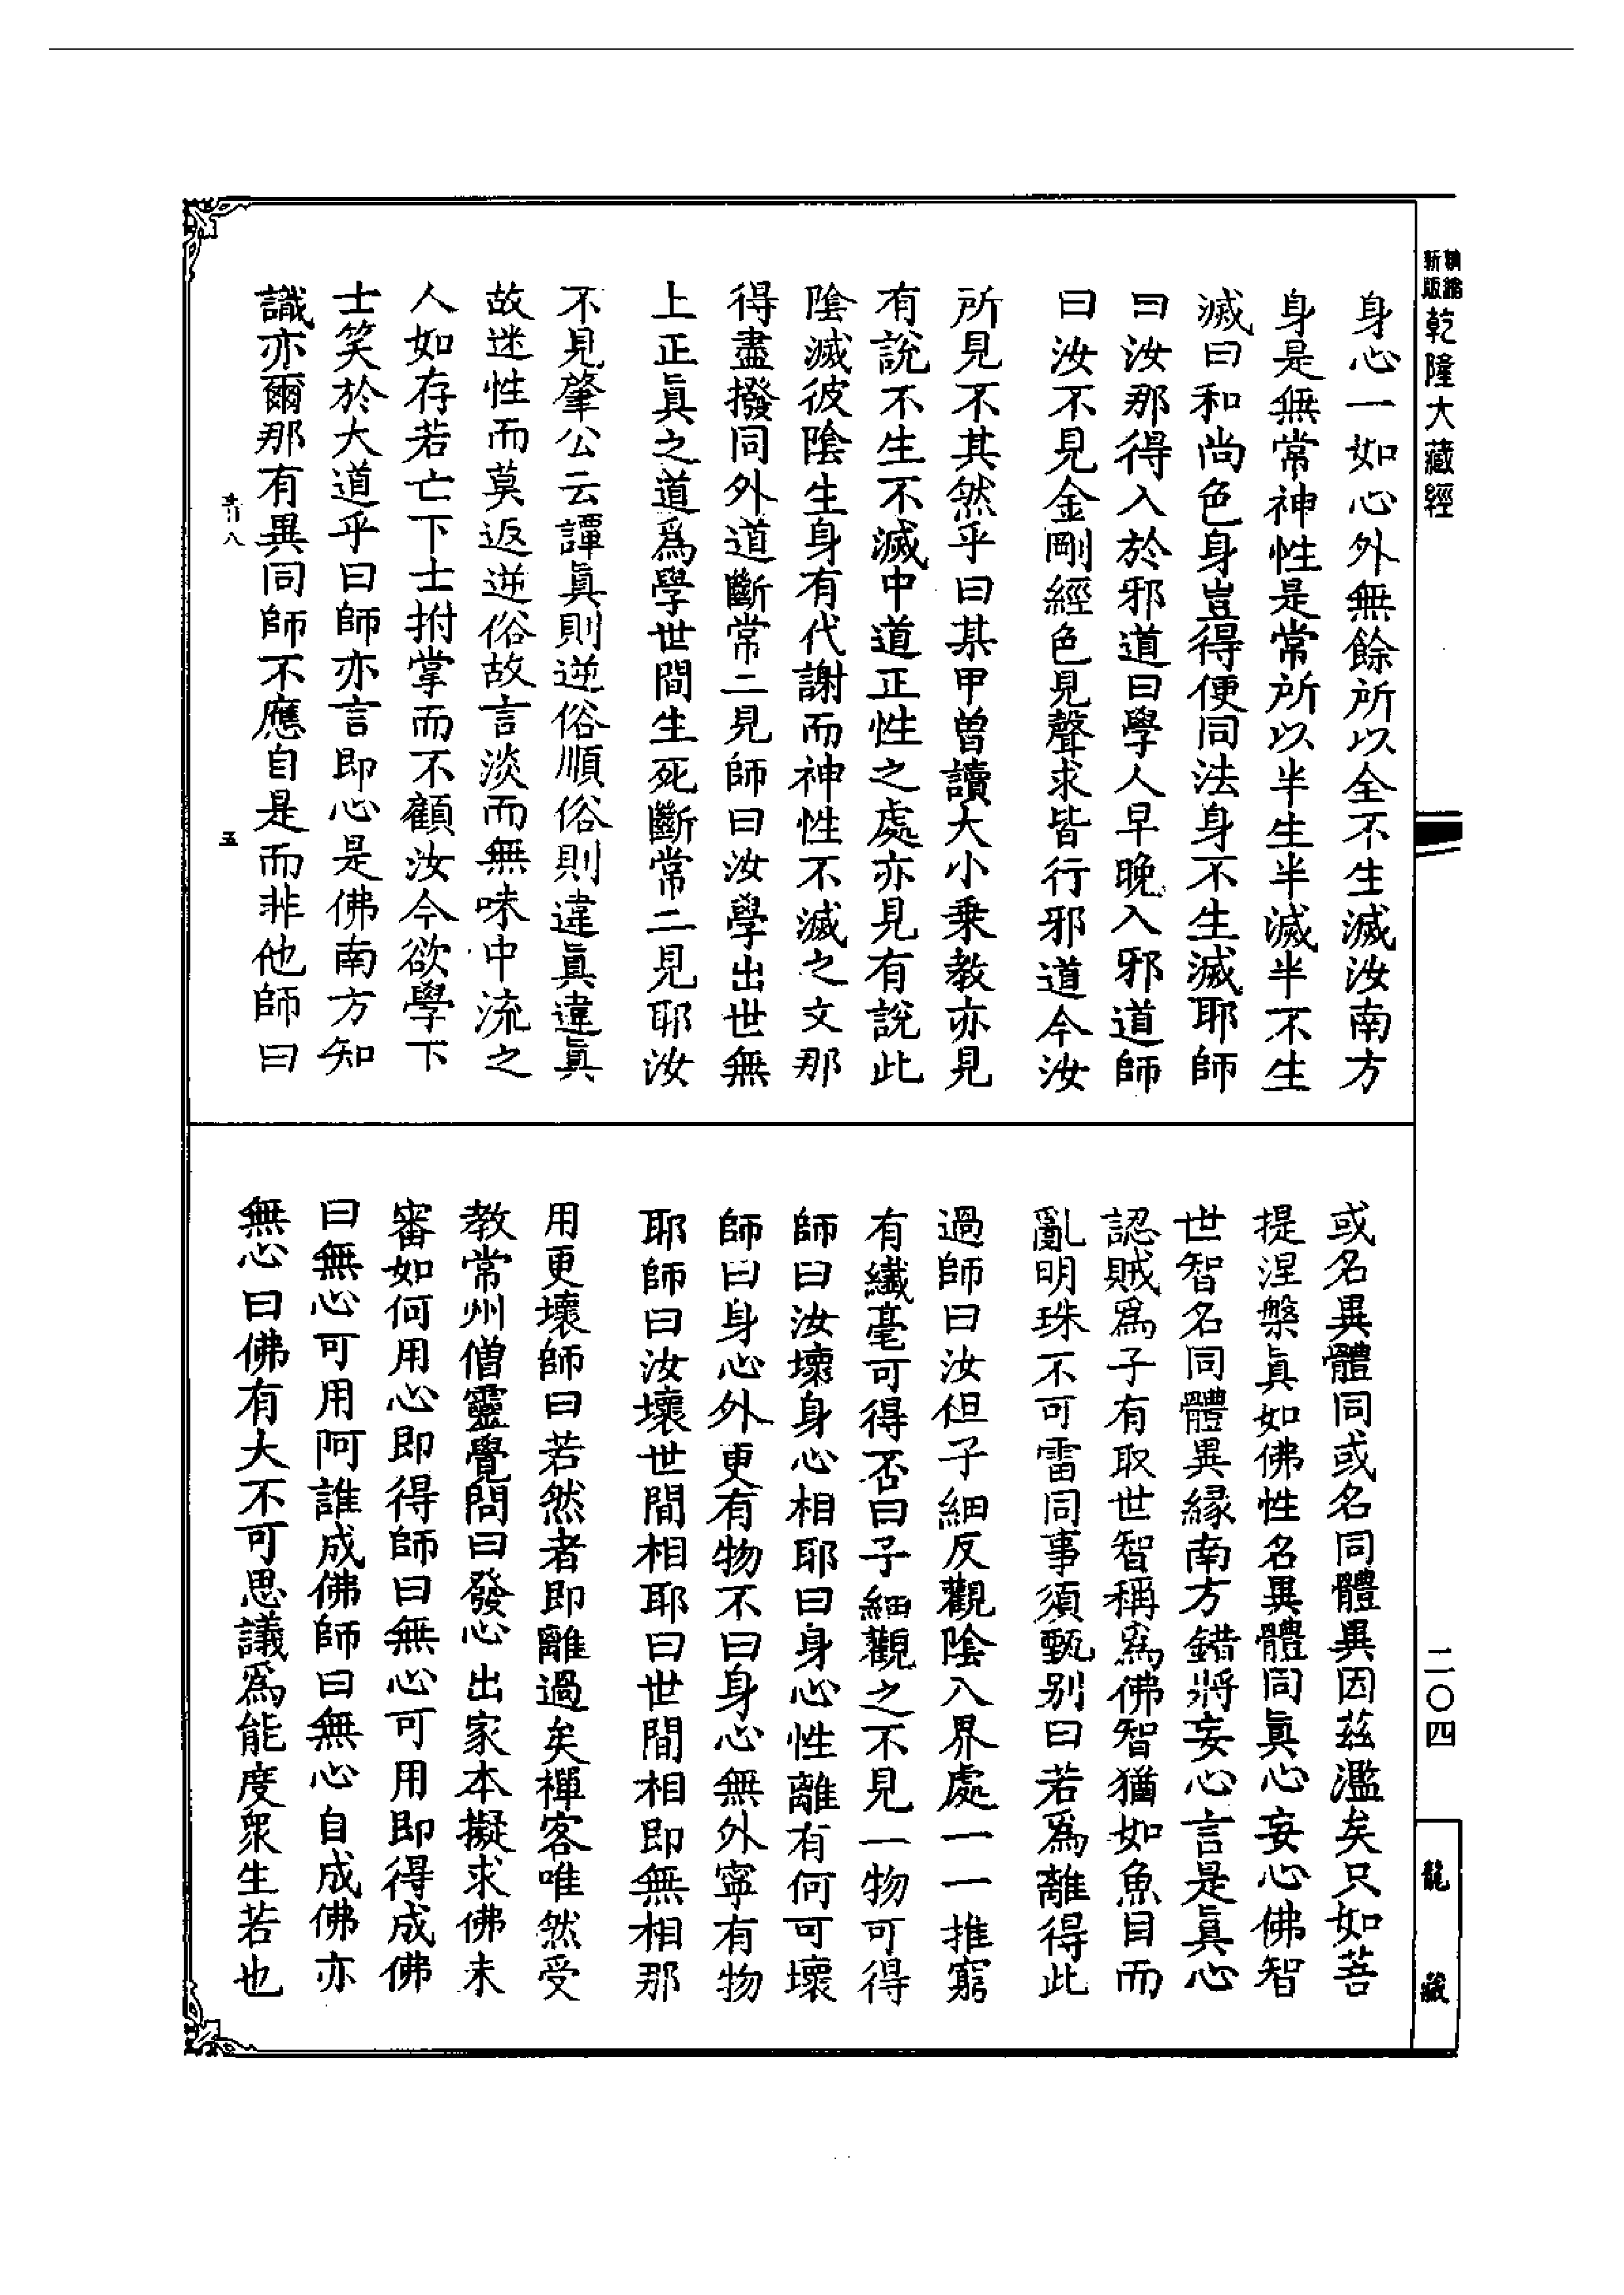 新版
精縮
乾隆大藏經
身心一如心外無餘所以全不生滅汝南方
身是無常神性是常所以半生半滅半不生
滅曰和尚色身豈得便同法身不生滅耶師
曰汝那得入於邪道曰學人早晚入邪道師
曰汝不見金剛經色見聲求皆行邪道今汝
所見不其然乎曰某甲曾讀大小乘教亦見
有說不生不滅中道正性之處亦見有說此
陰滅彼陰生身有代謝而神性不滅之文那
得盡撥同外道斷常二見師曰汝學出世無
上正眞之道爲學世間生死斷常二見耶汝
不見肇公云譚眞則逆俗順俗則違眞違眞
故迷性而莫返逆俗故言淡而無味中流之
人如存若亡下士拊掌而不顧汝今欲學下
士笑於大道乎曰師亦言即心是佛南方知
識亦爾那有異同師不應自是而非他師曰
青八
五
或名異體同或名同體異因茲濫矣只如菩
提涅槃眞如佛性名異體同眞心妄心佛智
世智名同體異緣南方錯將妄心言是眞心
認賊爲子有取世智稱爲佛智猶如魚目而
亂明珠不可雷同事須甄別曰若爲離得此
過師曰汝但子細反觀陰入界處一一推窮
有纖毫可得否曰子細觀之不見一物可得
師曰汝壞身心相耶曰身心性離有何可壞
師曰身心外更有物不曰身心無外寧有物
耶師曰汝壞世間相耶曰世間相即無相那
用更壞師曰若然者即離過矣禪客唯然受
教常州僧靈覺問曰發心出家本擬求佛未
審如何用心即得師曰無心可用即得成佛
曰無心可用阿誰成佛師曰無心自成佛亦
無心曰佛有大不可思議爲能度衆生若也
二〇四
龍藏